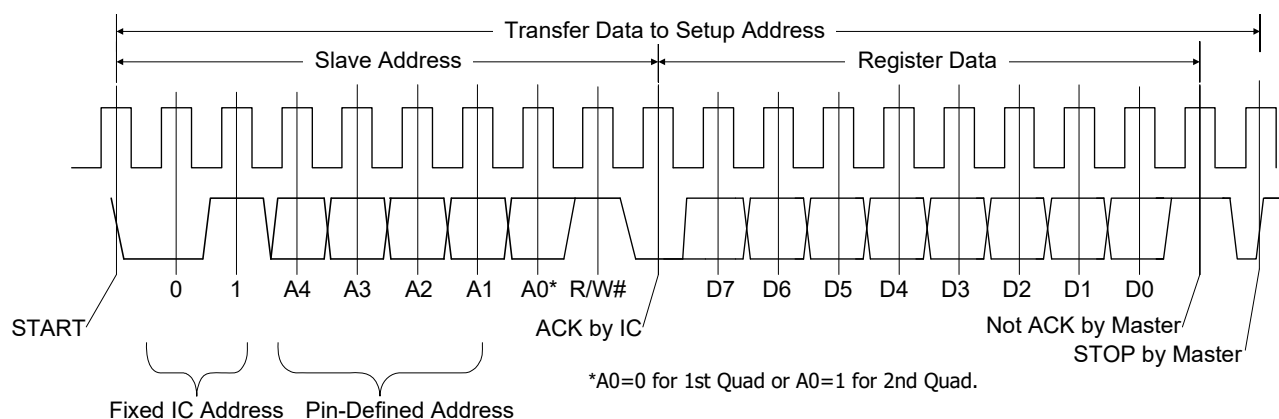 Transfer Data to Setup Address
Slave Address
Register Data
0 1 A4 A3 A2 A1 A0* R/W# D7 D6 D5 D4 D3 D2 D1 D0
START
ACK by IC
Not ACK by Master
STOP by Master
*A0=0 for 1st Quad or A0=1 for 2nd Quad.
Fixed IC Address
Pin-Defined Address